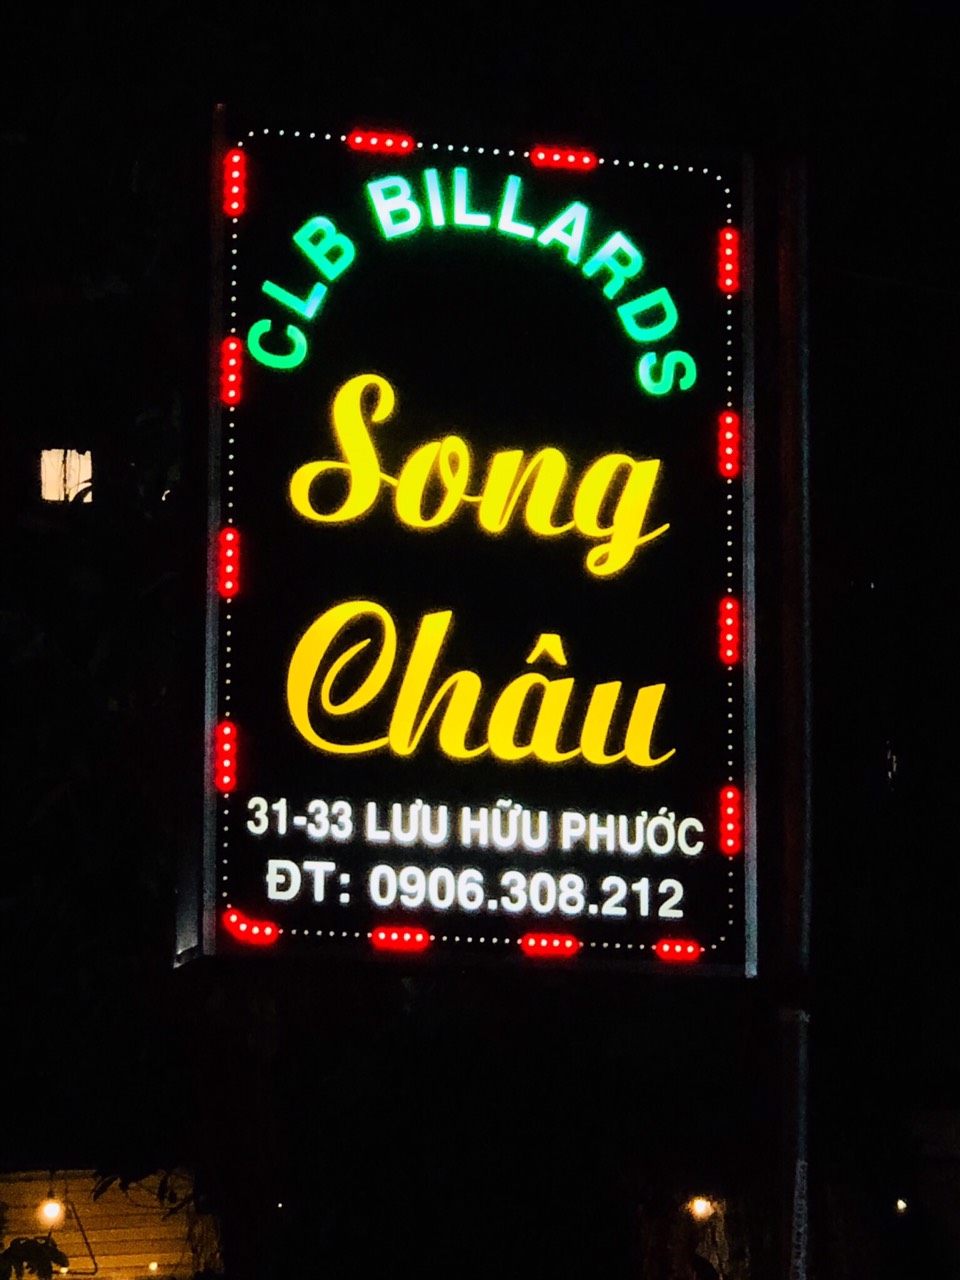 CLB BILLARDS
Song
Châu
31-33 LƯU HỮU PHƯỚC
ĐT: 0906.308.212